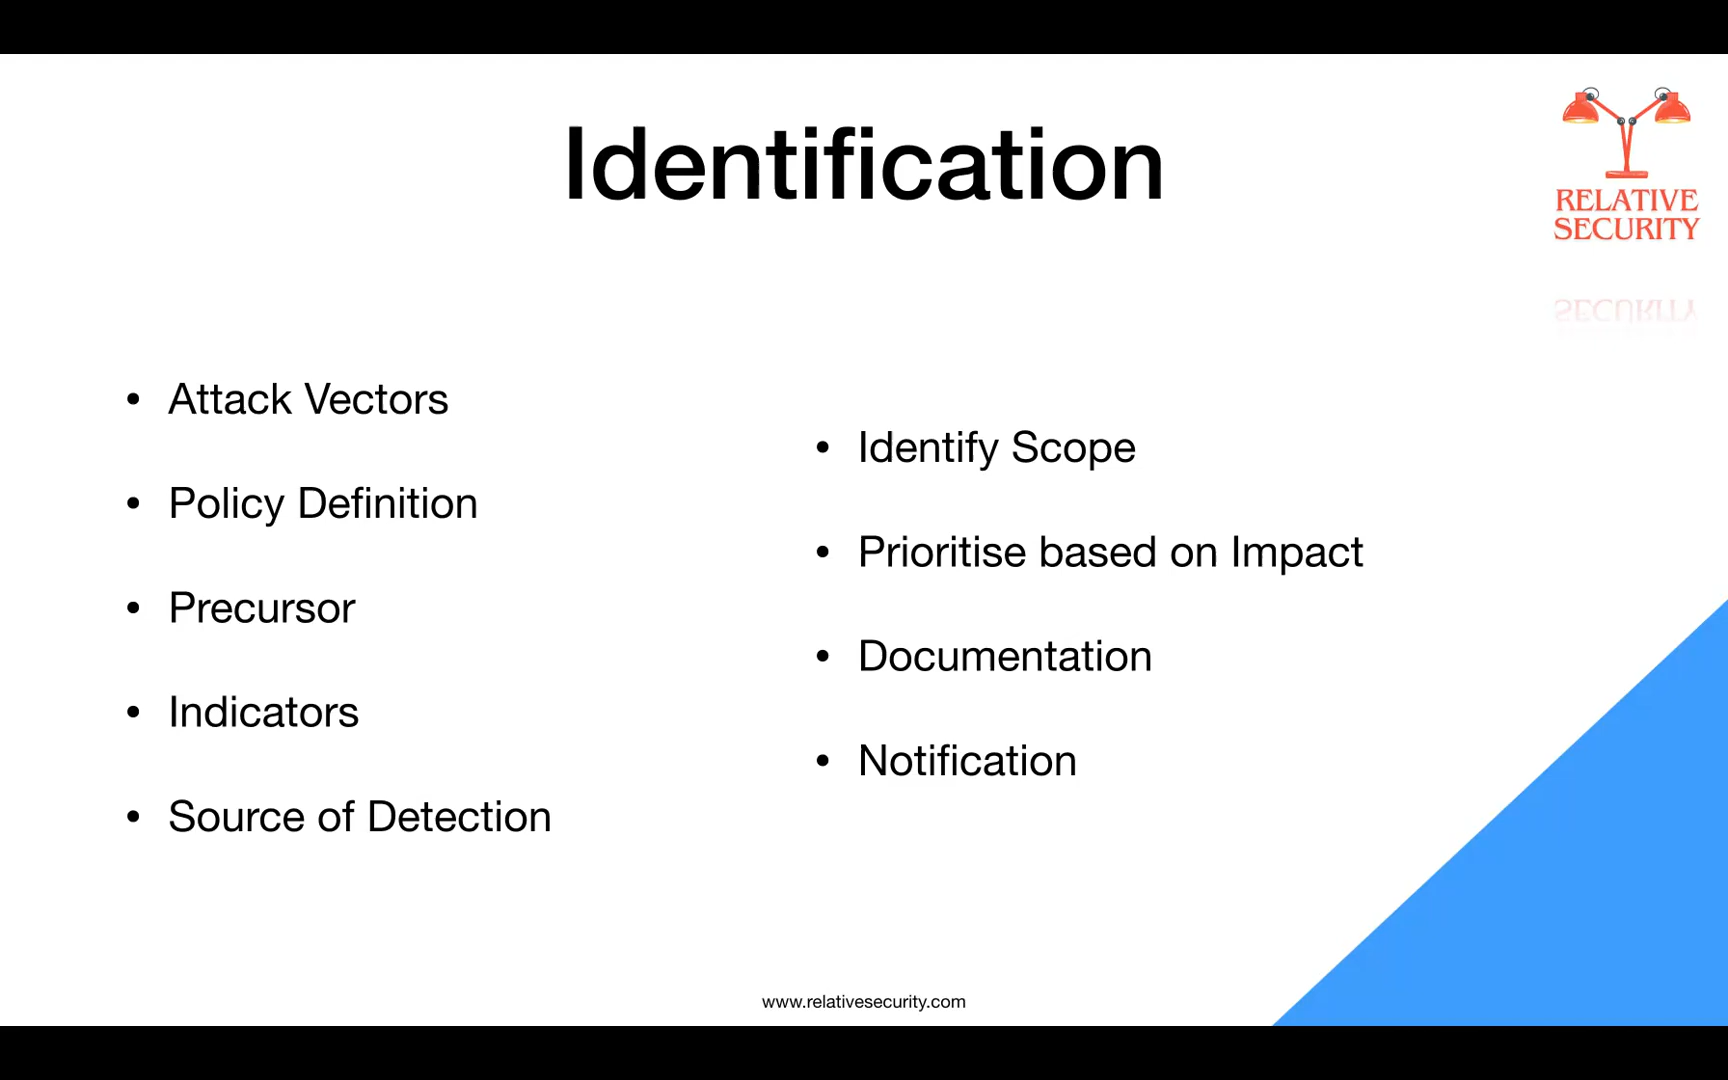 Identification
RELATIVE
SECURITY
• Attack Vectors
• Policy Definition
• Precursor
• Indicators
• Source of Detection
• Identify Scope
• Prioritise based on Impact
• Documentation
• Notification
www.relativesecurity.com